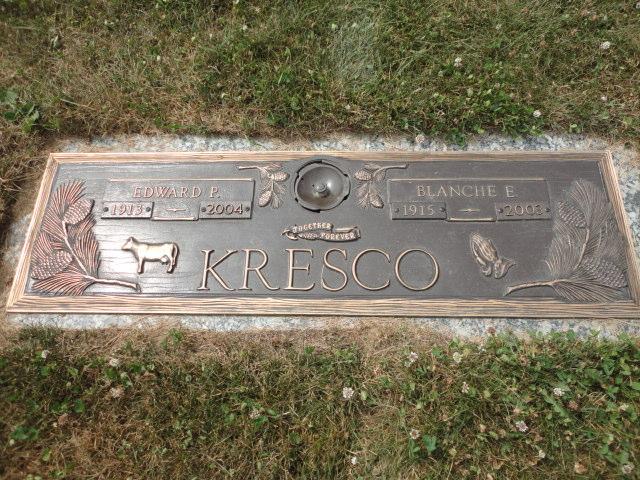 EDWARD P.
1913 2004
BLANCHE E.
1915 2003
TOGETHER
FOREVER
KRESCO